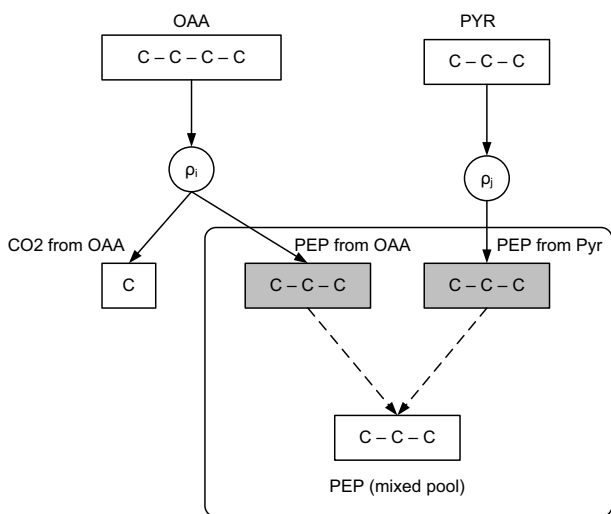 OAA
PYR
C – C – C – C
C – C – C
ρi
ρj
CO2 from OAA
PEP from OAA
PEP from Pyr
C
C – C – C
C – C – C
C – C – C
PEP (mixed pool)